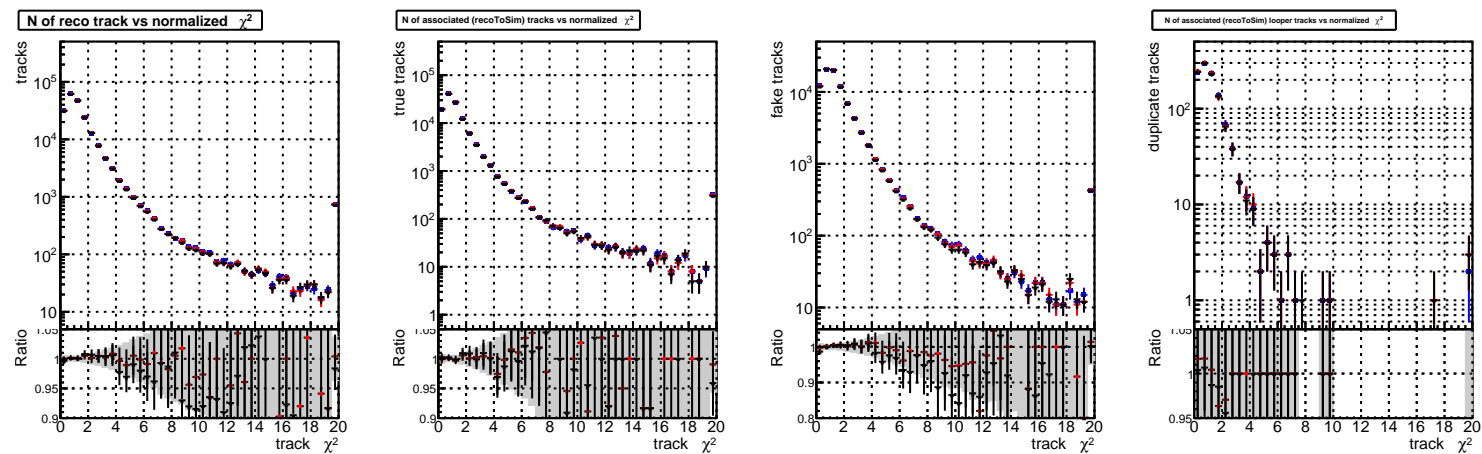 N of reco track vs normalized χ²
tracks
10⁵
10⁴
10³
10²
10
Ratio
1.05
1
0.95
0.9
0 2 4 6 8 10 12 14 16 18 20
track χ²
N of associated (recoToSim) tracks vs normalized χ²
true tracks
10⁵
10⁴
10³
10²
10
1
Ratio
1.05
1
0.95
0.9
0 2 4 6 8 10 12 14 16 18 20
track χ²
fake tracks
10⁴
10³
10²
10
Ratio
1
0.9
0.8
0 2 4 6 8 10 12 14 16 18 20
track χ²
N of associated (recoToSim) looper tracks vs normalized χ²
duplicate tracks
10²
10
1
Ratio
1.05
1
0.95
0 2 4 6 8 10 12 14 16 18 20
track χ²